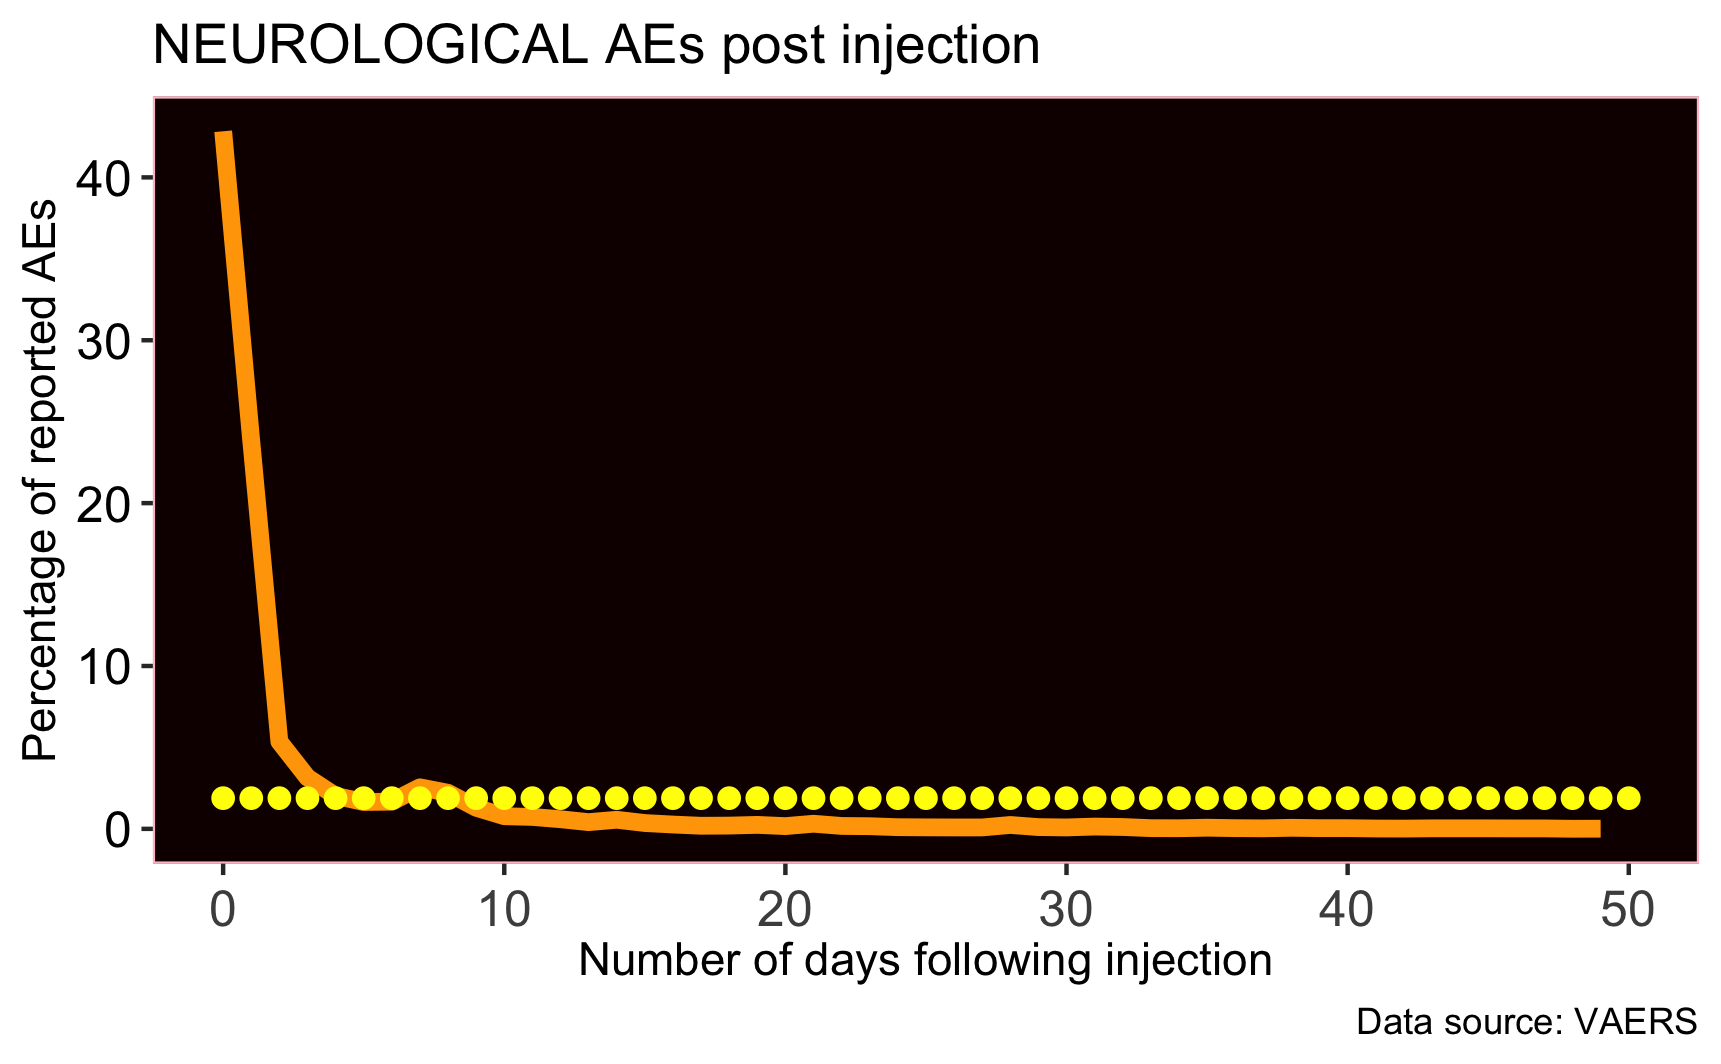 NEUROLOGICAL AEs post injection
Percentage of reported AEs
40
30
20
10
0
0 10 20 30 40 50
Number of days following injection
Data source: VAERS